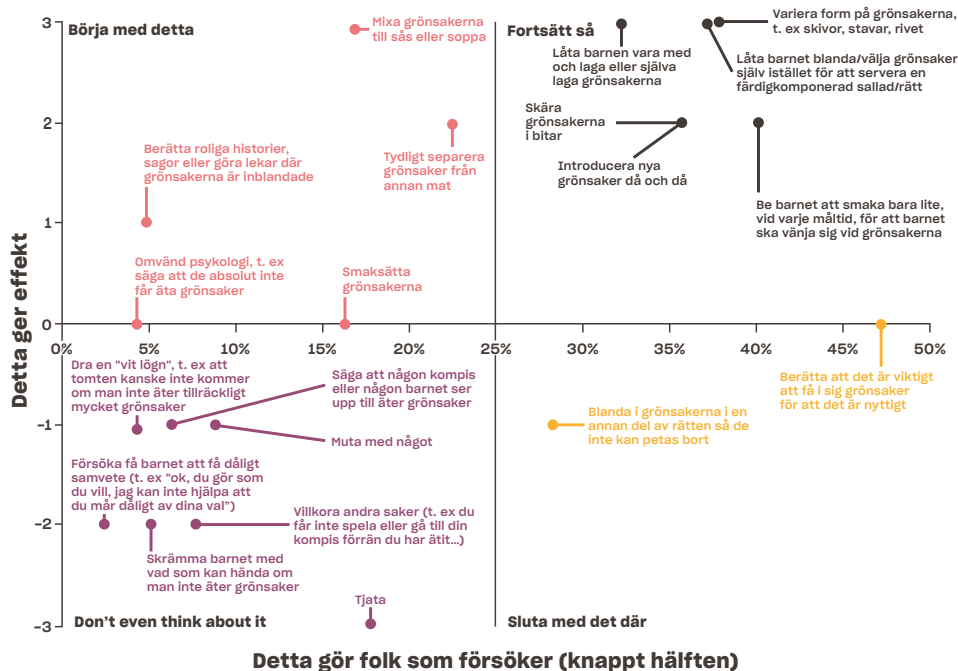 3
Börja med detta
Mixa grönsakerna
till sås eller soppa
Fortsätt så
Variera form på grönsakerna,
t. ex skivor, stavar, rivet
Låta barnen vara med
och laga eller själva
laga grönsakerna
Låta barnet blanda/välja grönsaker
själv istället för att servera en
färdigkomponerad sallad/rätt
2
Skära
grönsakerna
i bitar
Berätta roliga historier,
sagor eller göra lekar där
grönsakerna är inblandade
Tydligt separera
grönsaker från
annan mat
Introducera nya
grönsaker då och då
Be barnet att smaka bara lite,
vid varje måltid, för att barnet
ska vänja sig vid grönsakerna
1
Omvänd psykologi, t. ex
säga att de absolut inte
får äta grönsaker
Smaksätta
grönsakerna
Detta ger effekt
0
0%
5%
10%
15%
20%
25%
30%
35%
40%
45%
50%
Dra en "vit lögn", t. ex att
tomten kanske inte kommer
om man inte äter tillräckligt
mycket grönsaker
Säga att någon kompis
eller någon barnet ser
upp till äter grönsaker
Berätta att det är viktigt
att få i sig grönsaker
för att det är nyttigt
-1
Muta med något
Blanda i grönsakerna i en
annan del av rätten så de
inte kan petas bort
Försöka få barnet att få dåligt
samvete (t. ex "ok, du gör som
du vill, jag kan inte hjälpa att
du mår dåligt av dina val")
-2
Villkora andra saker (t. ex du
får inte spela eller gå till din
kompis förrän du har ätit...)
Skrämma barnet med
vad som kan hända om
man inte äter grönsaker
Tjata
-3
Don't even think about it
Sluta med det där
Detta gör folk som försöker (knappt hälften)